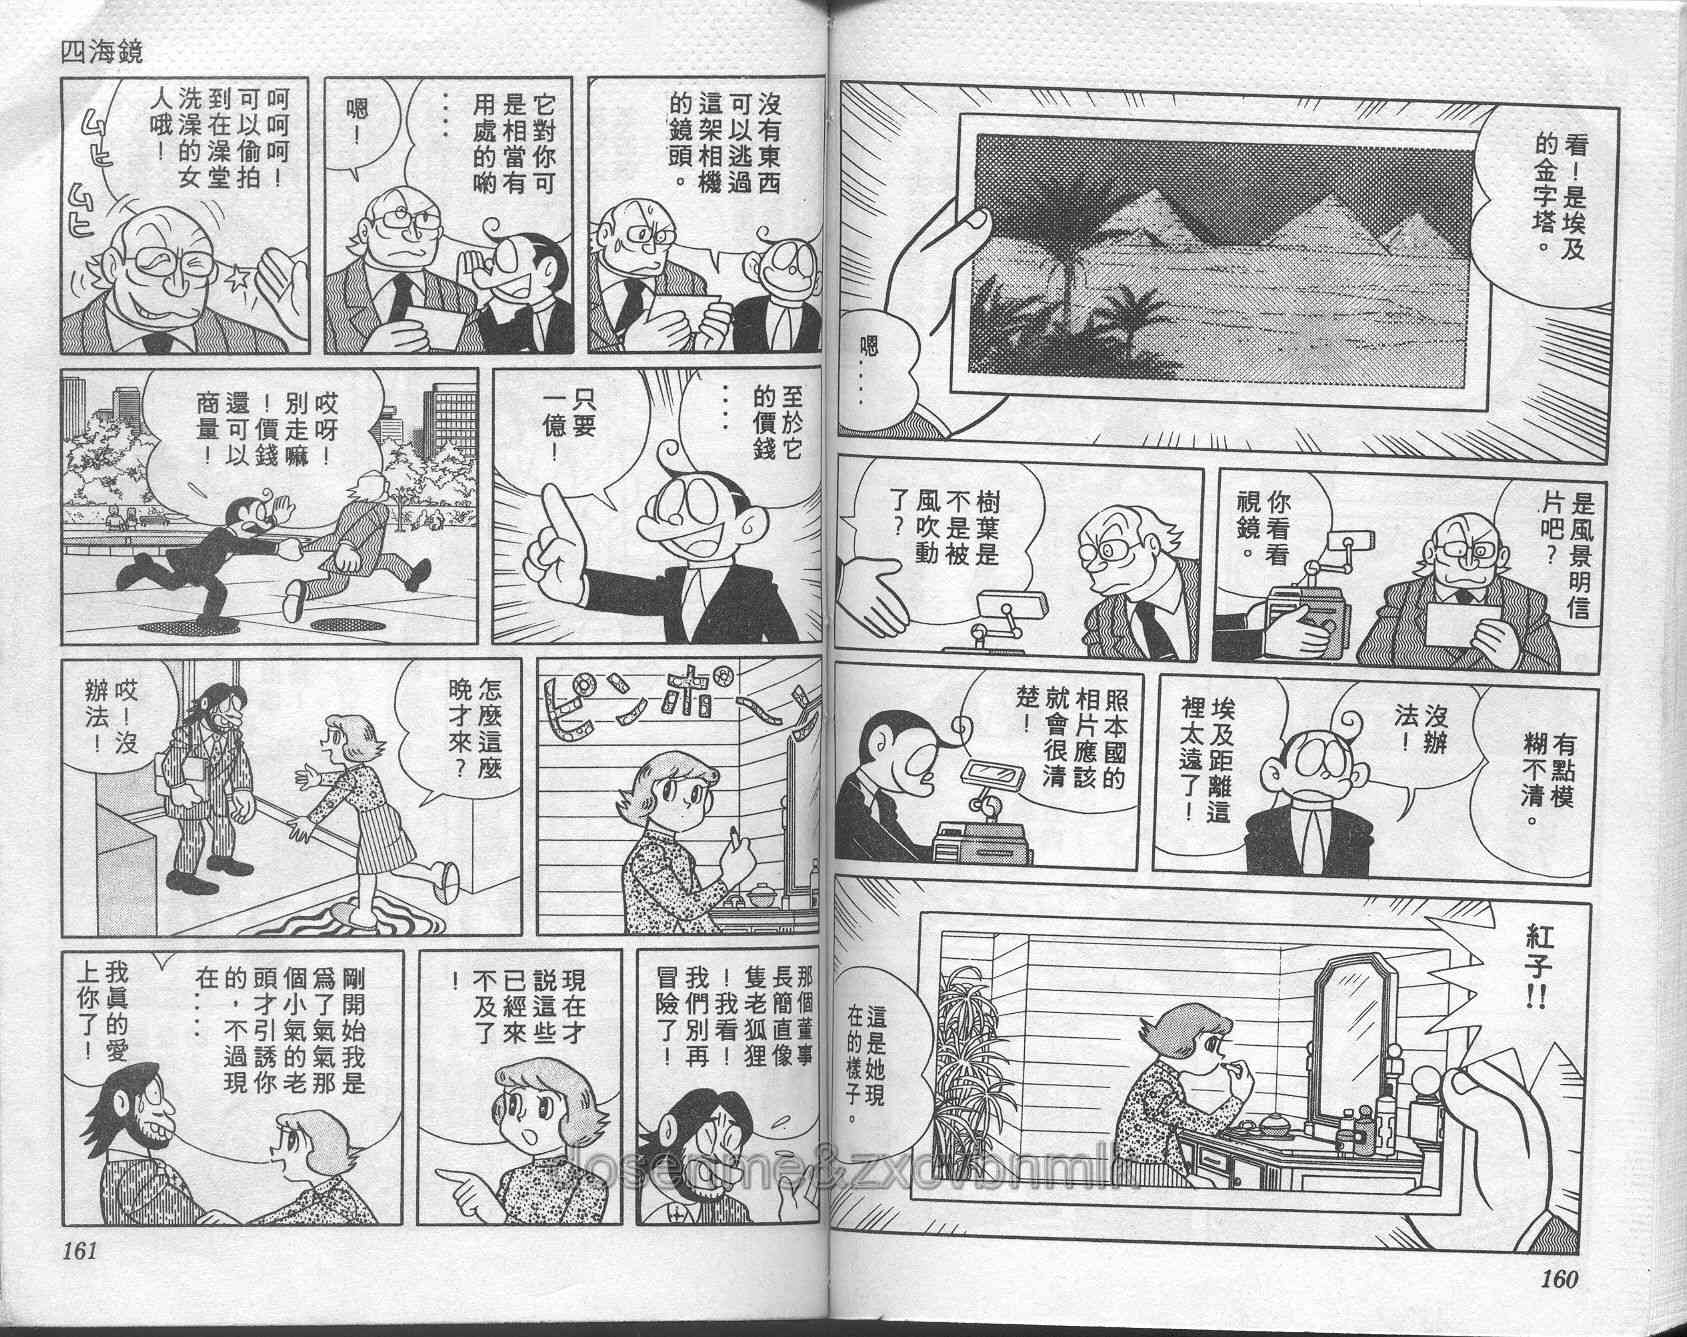 看！是埃及
的金字塔。
嗯‥‥
是風景明信
片吧？
你看看
視鏡。
樹葉是
不是被
風吹動
了？
有點模
糊不清。
沒辦
法！
埃及距離這
裡太遠了！
照本國的
相片應該
就會很清
楚！
紅子!!
這是她現
在的樣子。
160
四海鏡
沒有東西
可以逃過
這架相機
的鏡頭。
它對你可
是相當有
用處的喲
‥‥
嗯！
呵呵呵！
可以偷拍
到在澡堂
洗澡的女
人哦！
ムヒ
ムヒ
至於它
的價錢
‥‥
只要
一億！
哎呀！
別走嘛
！價錢
還可以
商量！
ピンポーン
怎麼這麼
晚才來？
哎！沒
辦法！
那個董事
長簡直像
隻老狐狸
！我看！
我們別再
冒險了！
現在才
説這些
已經來
不及了
！
剛開始我是
爲了氣氣那
個小氣的老
頭才引誘你
的，不過現
在‥‥
我眞的愛
上你了！
161
dosenme&zxcvbnmlk